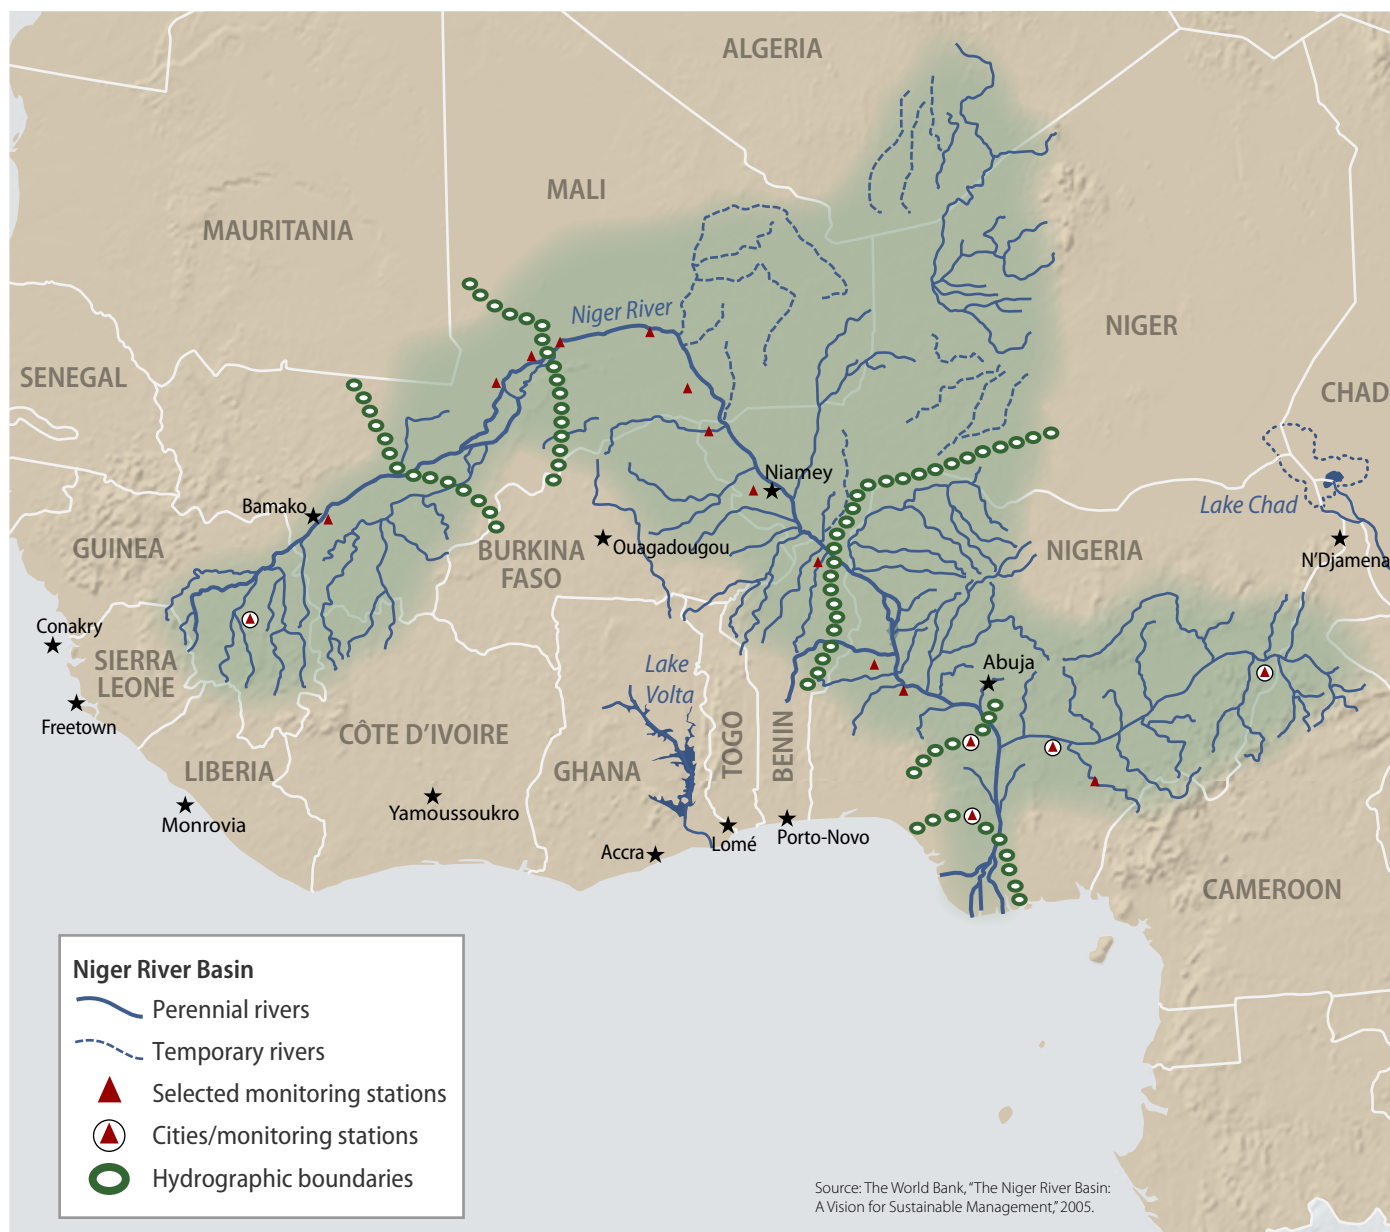 ALGERIA
MALI
MAURITANIA
Niger River
NIGER
SENEGAL
CHAD
Niamey
Lake Chad
Bamako
GUINEA
BURKINA
FASO
Ouagadougou
NIGERIA
N'Djamena
Conakry
SIERRA
LEONE
Lake
Volta
Abuja
Freetown
CÔTE D'IVOIRE
TOGO
BENIN
LIBERIA
GHANA
Monrovia
Yamoussoukro
Accra
Lomé
Porto-Novo
CAMEROON
Niger River Basin
Perennial rivers
Temporary rivers
Selected monitoring stations
Cities/monitoring stations
Hydrographic boundaries
Source: The World Bank, “The Niger River Basin:
A Vision for Sustainable Management,” 2005.